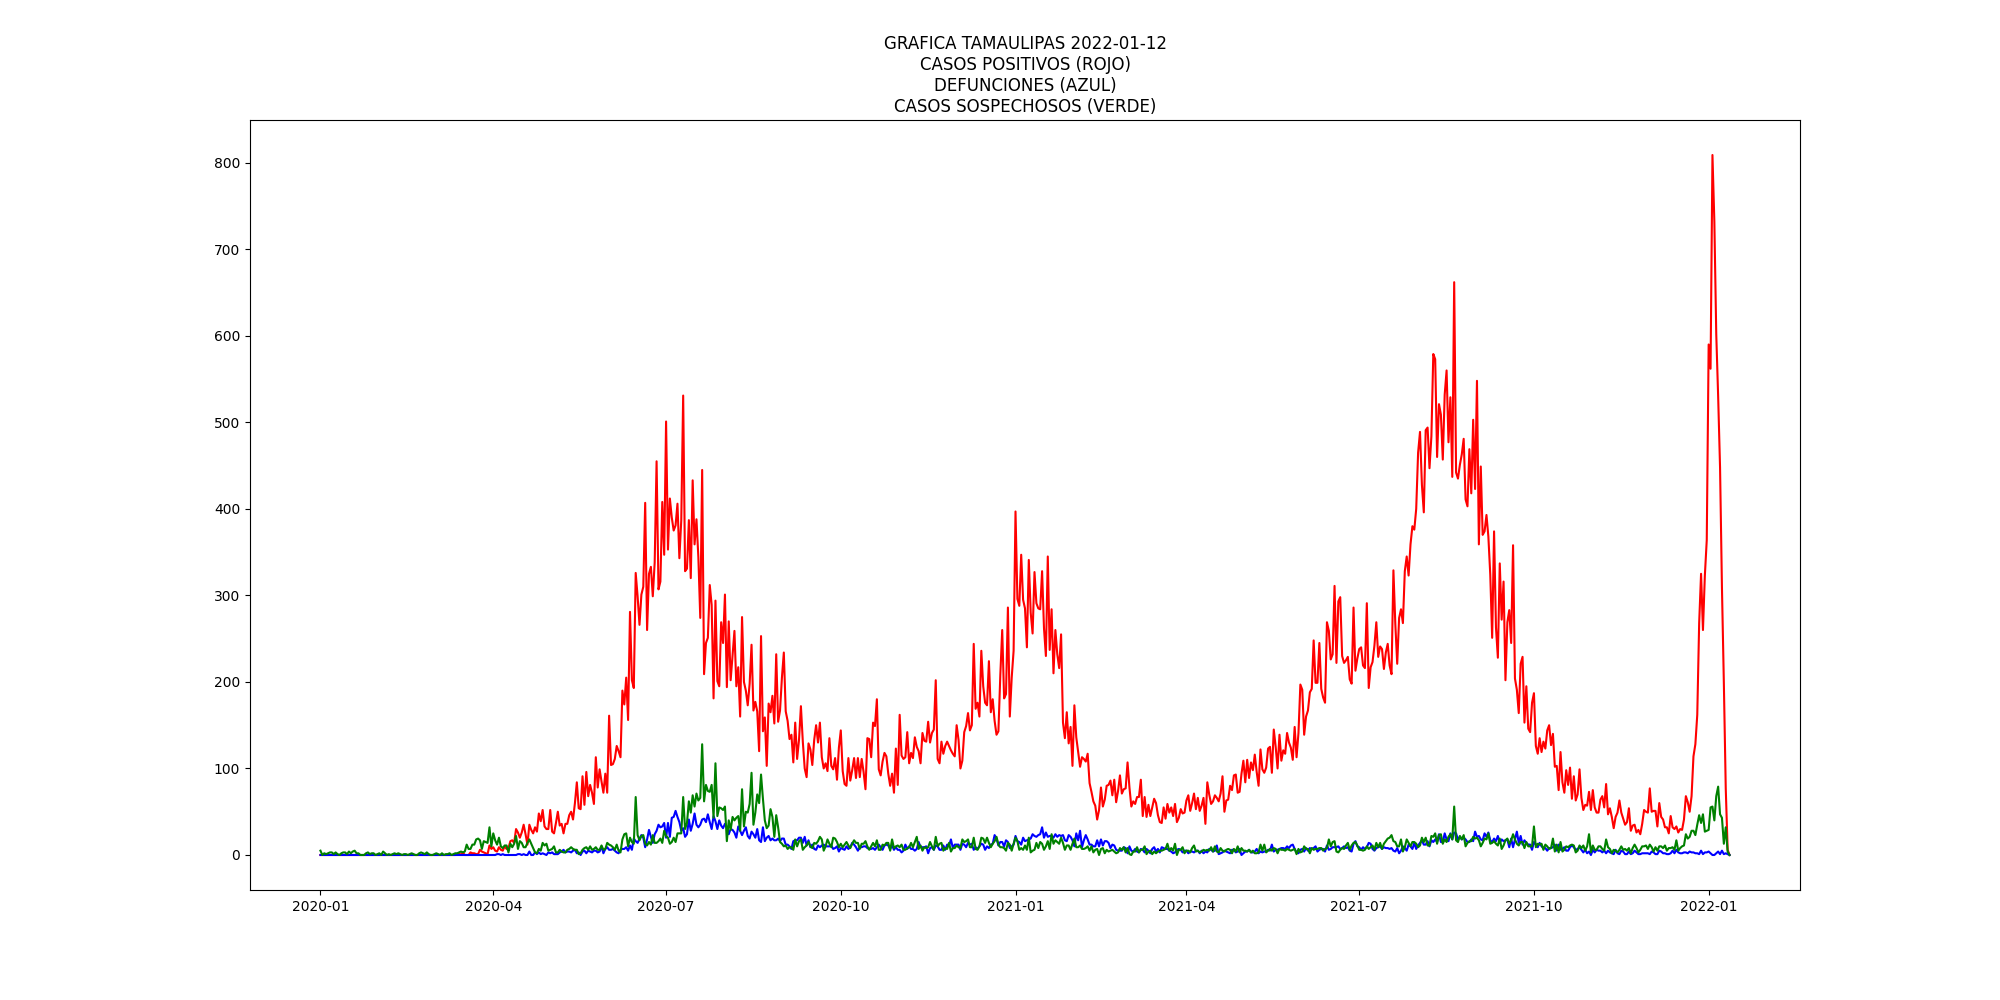 GRAFICA TAMAULIPAS 2022-01-12
CASOS POSITIVOS (ROJO)
DEFUNCIONES (AZUL)
CASOS SOSPECHOSOS (VERDE)
800
700
600
500
400
300
200
100
0
2020-01 2020-04 2020-07 2020-10 2021-01 2021-04 2021-07 2021-10 2022-01